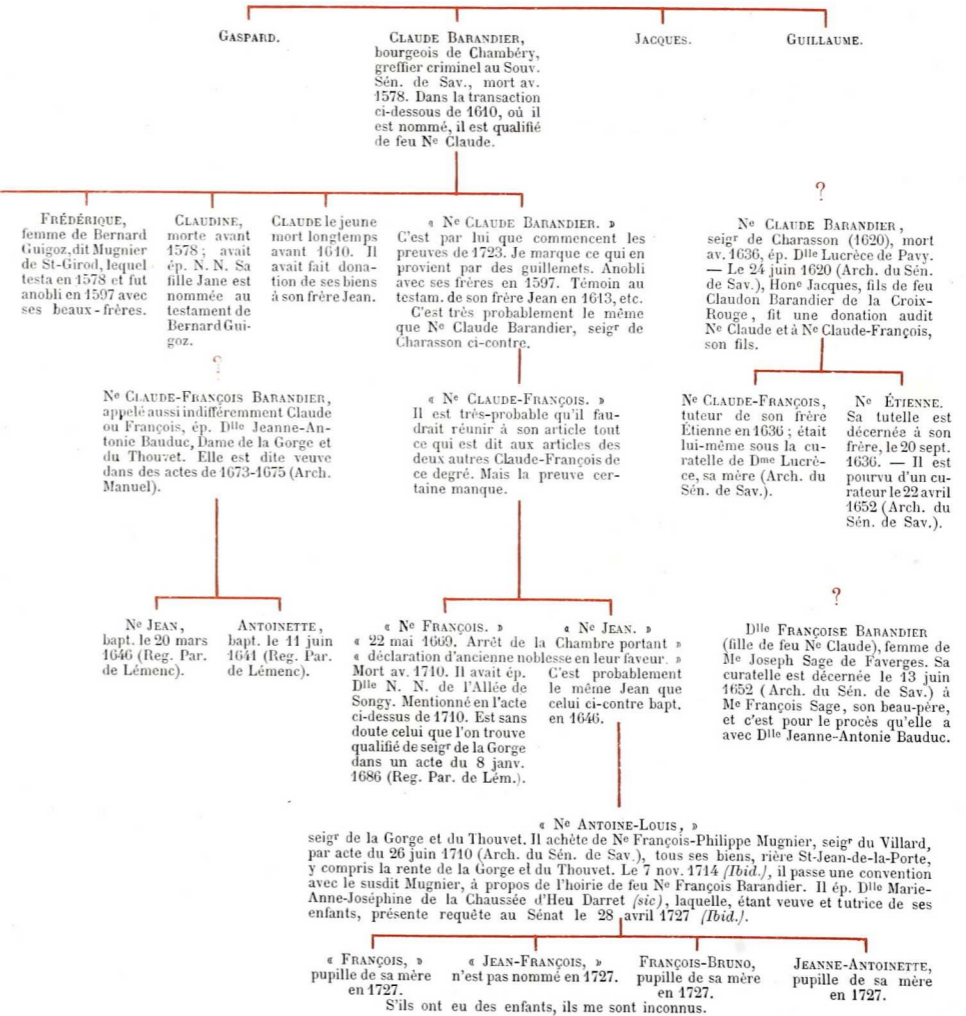 GASPARD.
CLAUDE BARANDIER,
bourgeois de Chambéry,
greffier criminel au Souv.
Sén. de Sav., mort av.
1578. Dans la transaction
ci-dessous de 1610, où il
est nommé, il est qualifié
de feu Ne Claude.
JACQUES.
GUILLAUME.
FRÉDÉRIQUE,
femme de Bernard
Guigoz, dit Mugnier
de St-Girod, lequel
testa en 1578 et fut
anobli en 1597 avec
ses beaux-frères.
CLAUDINE,
morte avant
1578; avait
ép. N. N. Sa
fille Jane est
nommée au
testament de
Bernard Gui-
goz.
CLAUDE le jeune
mort longtemps
avant 1610. Il
avait fait dona-
tion de ses biens
à son frère Jean.
« Ne CLAUDE BARANDIER. »
C'est par lui que commencent les
preuves de 1723. Je marque ce qui en
provient par des guillemets. Anobli
avec ses frères en 1597. Témoin au
testam. de son frère Jean en 1613, etc.
C'est très probablement le même
que Ne Claude Barandier, seigr de
Charasson ci-contre.
?
Ne CLAUDE BARANDIER,
seigr de Charasson (1620), mort
av. 1636, ép. Dlle Lucrèce de Pavy.
— Le 24 juin 1620 (Arch. du Sén.
de Sav.), Hone Jacques, fils de feu
Claudon Barandier de la Croix-
Rouge, fit une donation audit
Ne Claude et à Ne Claude-François,
son fils.
?
Ne CLAUDE-FRANÇOIS BARANDIER,
appelé aussi indifféremment Claude
ou François, ép. Dlle Jeanne-An-
tonie Bauduc, Dame de la Gorge et
du Thouvet. Elle est dite veuve
dans des actes de 1673-1675 (Arch.
Manuel).
« Ne CLAUDE-FRANÇOIS. »
Il est très-probable qu'il fau-
drait réunir à son article tout
ce qui est dit aux articles des
deux autres Claude-François de
ce degré. Mais la preuve cer-
taine manque.
Ne CLAUDE-FRANÇOIS,
tuteur de son frère
Étienne en 1636; était
lui-même sous la cu-
ratelle de Dme Lucrè-
ce, sa mère (Arch. du
Sén. de Sav.).
Ne ÉTIENNE.
Sa tutelle est
décernée à son
frère, le 20 sept.
1636. — Il est
pourvu d'un cu-
rateur le 22 avril
1652 (Arch. du
Sén. de Sav.).
Ne JEAN,
bapt. le 20 mars
1646 (Reg. Par.
de Lémenc).
ANTOINETTE,
bapt. le 11 juin
1641 (Reg. Par.
de Lémenc).
« Ne FRANÇOIS. » « Ne JEAN. »
« 22 mai 1669. Arrêt de la Chambre portant »
« déclaration d'ancienne noblesse en leur faveur. »
Mort av. 1710. Il avait ép.
Dlle N. N. de l'Allée de
Songy. Mentionné en l'acte
ci-dessus de 1710. Est sans
doute celui que l'on trouve
qualifié de seigr de la Gorge
dans un acte du 8 janv.
1686 (Reg. Par. de Lém.).
C'est probablement
le même Jean que
celui ci-contre bapt.
en 1646.
?
Dlle FRANÇOISE BARANDIER
(fille de feu Ne Claude), femme de
Me Joseph Sage de Faverges. Sa
curatelle est décernée le 13 juin
1652 (Arch. du Sén. de Sav.) à
Me François Sage, son beau-père,
et c'est pour le procès qu'elle a
avec Dlle Jeanne-Antonie Bauduc.
« Ne ANTOINE-LOUIS, »
seigr de la Gorge et du Thouvet. Il achète de Ne François-Philippe Mugnier, seigr du Villard,
par acte du 26 juin 1710 (Arch. du Sén. de Sav.), tous ses biens, rière St-Jean-de-la-Porte,
y compris la rente de la Gorge et du Thouvet. Le 7 nov. 1714 (Ibid.), il passe une convention
avec le susdit Mugnier, à propos de l'hoirie de feu Ne François Barandier. Il ép. Dlle Marie-
Anne-Joséphine de la Chaussée d'Heu Darret (sic), laquelle, étant veuve et tutrice de ses
enfants, présente requête au Sénat le 28 avril 1727 (Ibid.).
« FRANÇOIS, »
pupille de sa mère
en 1727.
« JEAN-FRANÇOIS, »
n'est pas nommé en 1727.
FRANÇOIS-BRUNO,
pupille de sa mère
en 1727.
JEANNE-ANTOINETTE,
pupille de sa mère
en 1727.
S'ils ont eu des enfants, ils me sont inconnus.